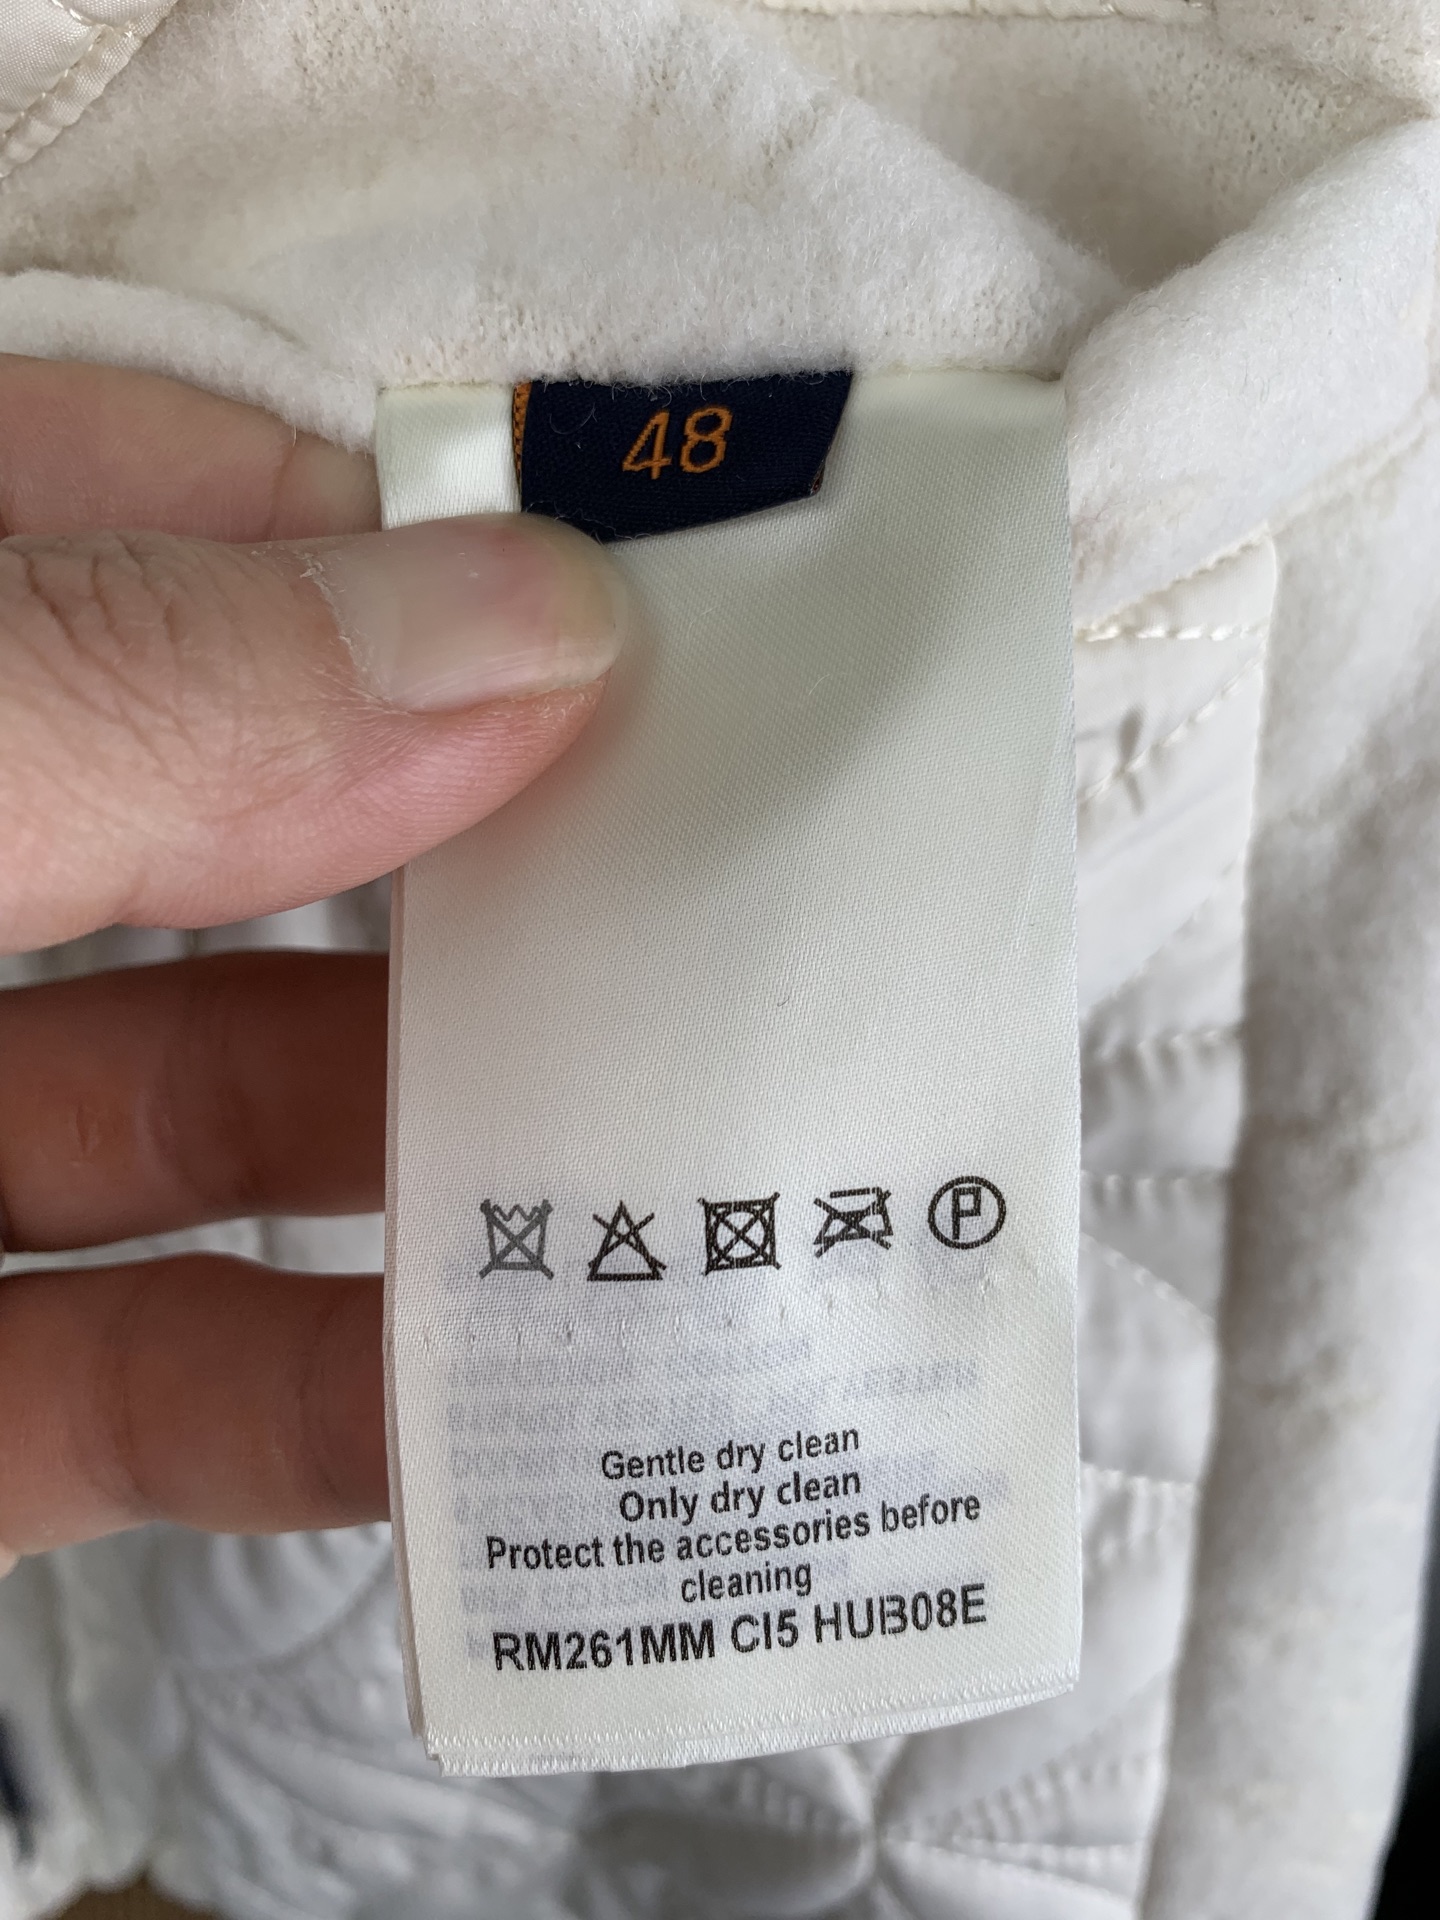 48
P
Gentle dry clean
Only dry clean
Protect the accessories before
cleaning
RM261MM CI5 HUB08E